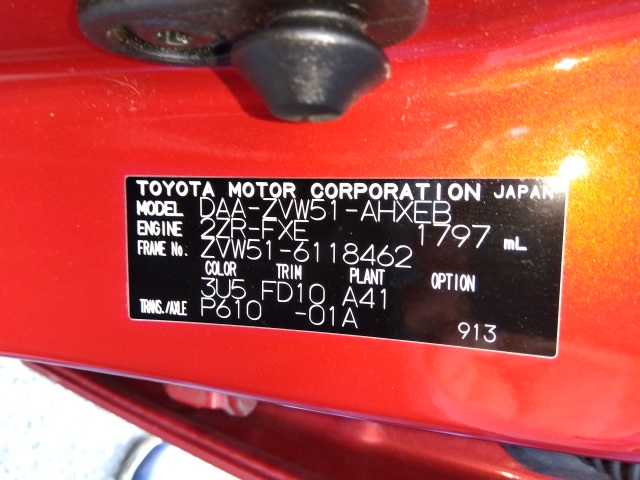 TOYOTA MOTOR CORPORATION JAPAN
MODEL DAA-ZVW51-AHXEB
ENGINE 2ZR-FXE 1797 mL
FRAME No. ZVW51-6118462
COLOR TRIM PLANT OPTION
3U5 FD10 A41
TRANS./AXLE P610 -01A
913